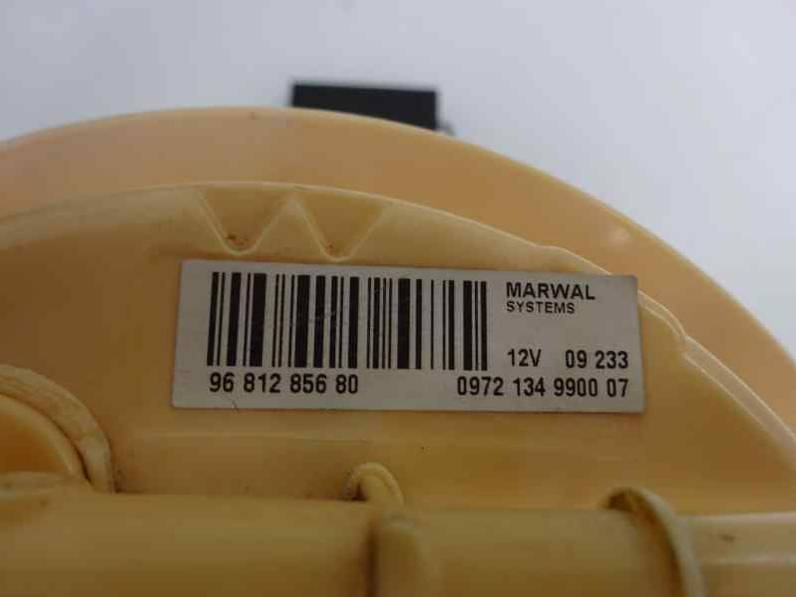 MARWAL
SYSTEMS
12V 09 233
96 812 856 80 0972 134 9900 07